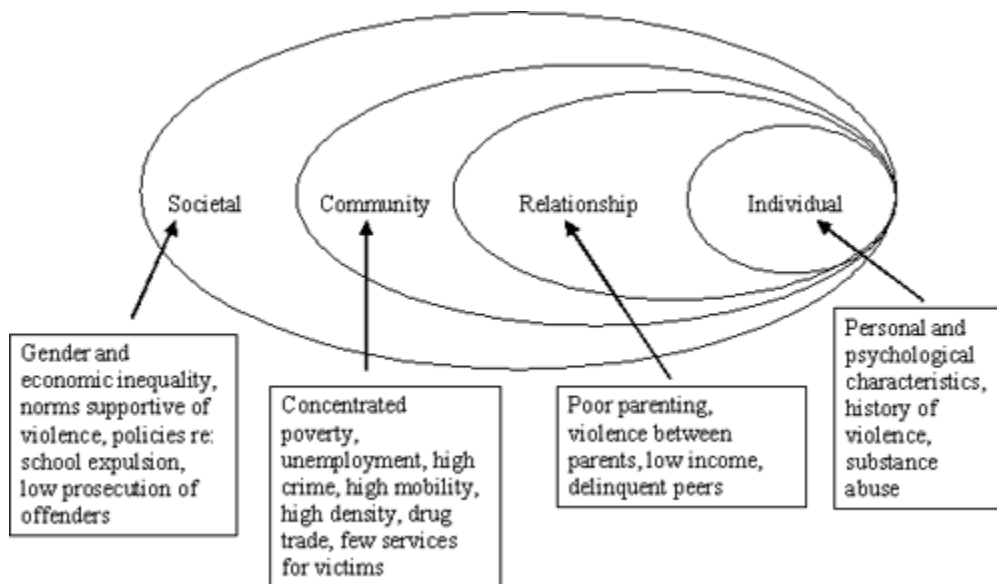 Societal
Community
Relationship
Individual
Gender and
economic inequality,
norms supportive of
violence, policies re:
school expulsion,
low prosecution of
offenders
Concentrated
poverty,
unemployment, high
crime, high mobility,
high density, drug
trade, few services
for victims
Poor parenting,
violence between
parents, low income,
delinquent peers
Personal and
psychological
characteristics,
history of
violence,
substance
abuse